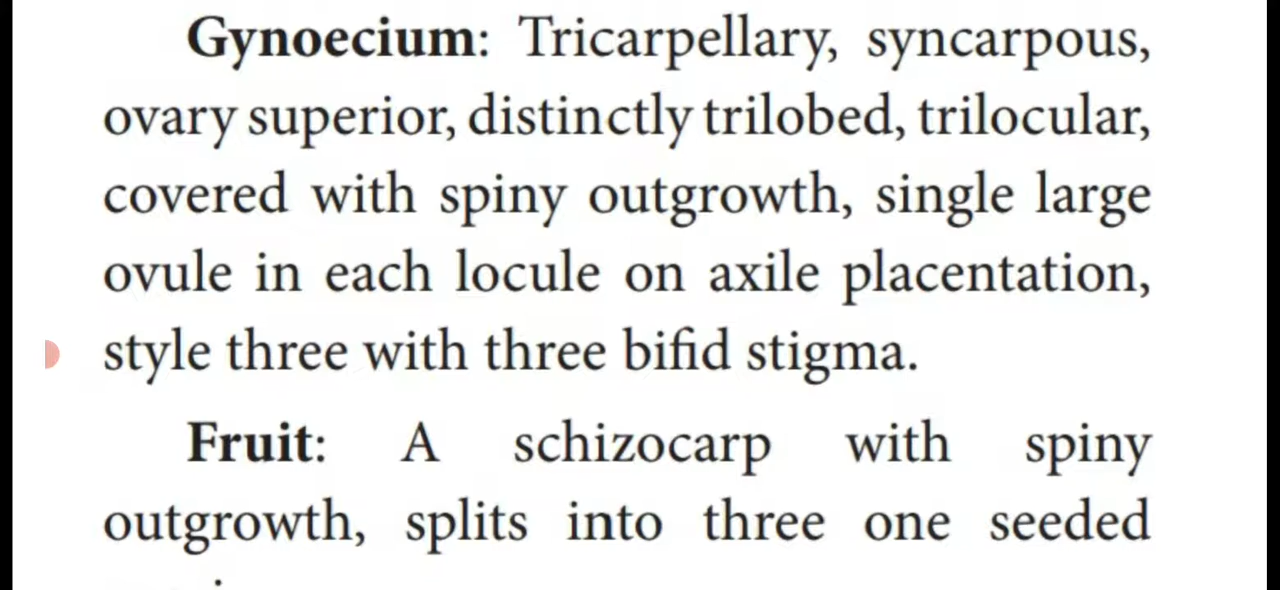 Gynoecium: Tricarpellary, syncarpous,
ovary superior, distinctly trilobed, trilocular,
covered with spiny outgrowth, single large
ovule in each locule on axile placentation,
style three with three bifid stigma.
Fruit: A schizocarp with spiny
outgrowth, splits into three one seeded